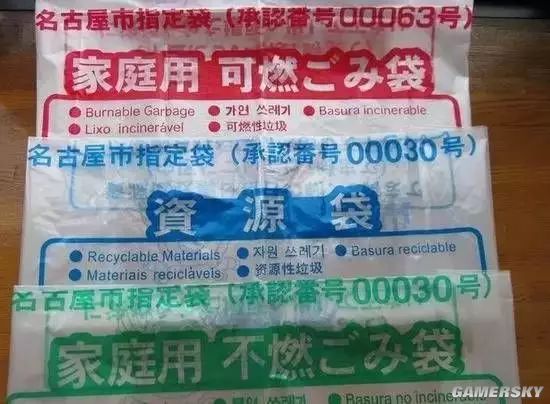 名古屋市指定袋（承認番号00063号）
家庭用 可燃ごみ袋
● Burnable Garbage ● 가연 쓰레기 ● Basura incinerable
● Lixo incinerável ● 可燃性垃圾
名古屋市指定袋（承認番号00030号）
資源袋
● Recyclable Materials ● 자원 쓰레기 ● Basura reciclable
● Materiais recicláveis ● 资源性垃圾
名古屋市指定袋（承認番号00030号）
家庭用 不燃ごみ袋
● 불연 쓰레기 ● Basura no incinerable
GAMERSKY